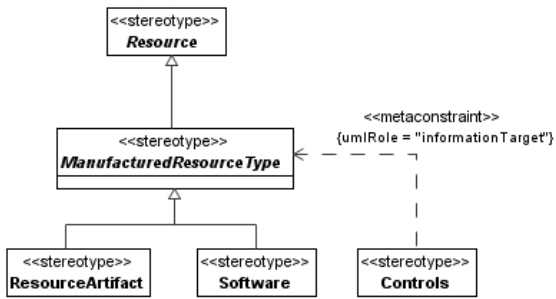 <<stereotype>>
Resource
<<metaconstraint>>
{umlRole = "informationTarget"}
<<stereotype>>
ManufacturedResourceType
<<stereotype>>
ResourceArtifact
<<stereotype>>
Software
<<stereotype>>
Controls